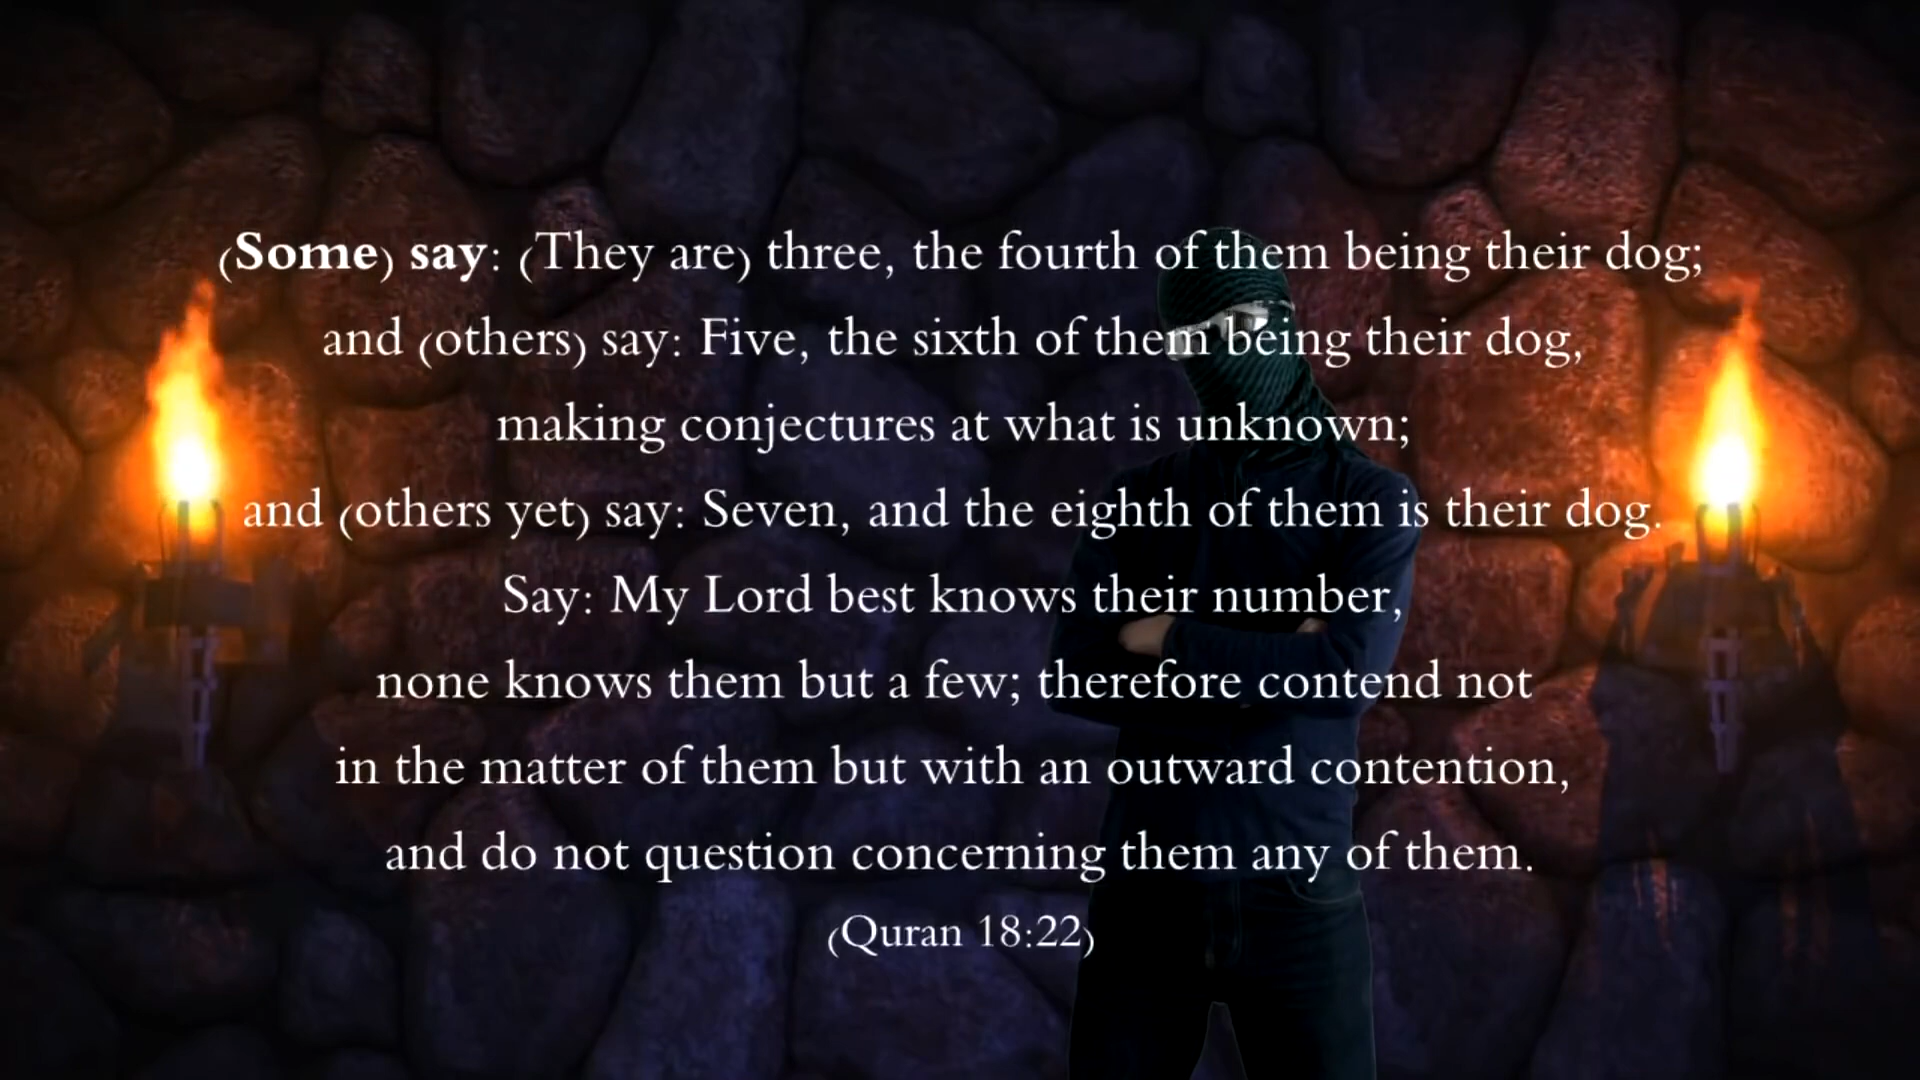 (Some) say: (They are) three, the fourth of them being their dog;
and (others) say: Five, the sixth of them being their dog,
making conjectures at what is unknown;
and (others yet) say: Seven, and the eighth of them is their dog.
Say: My Lord best knows their number,
none knows them but a few; therefore contend not
in the matter of them but with an outward contention,
and do not question concerning them any of them.
(Quran 18:22)